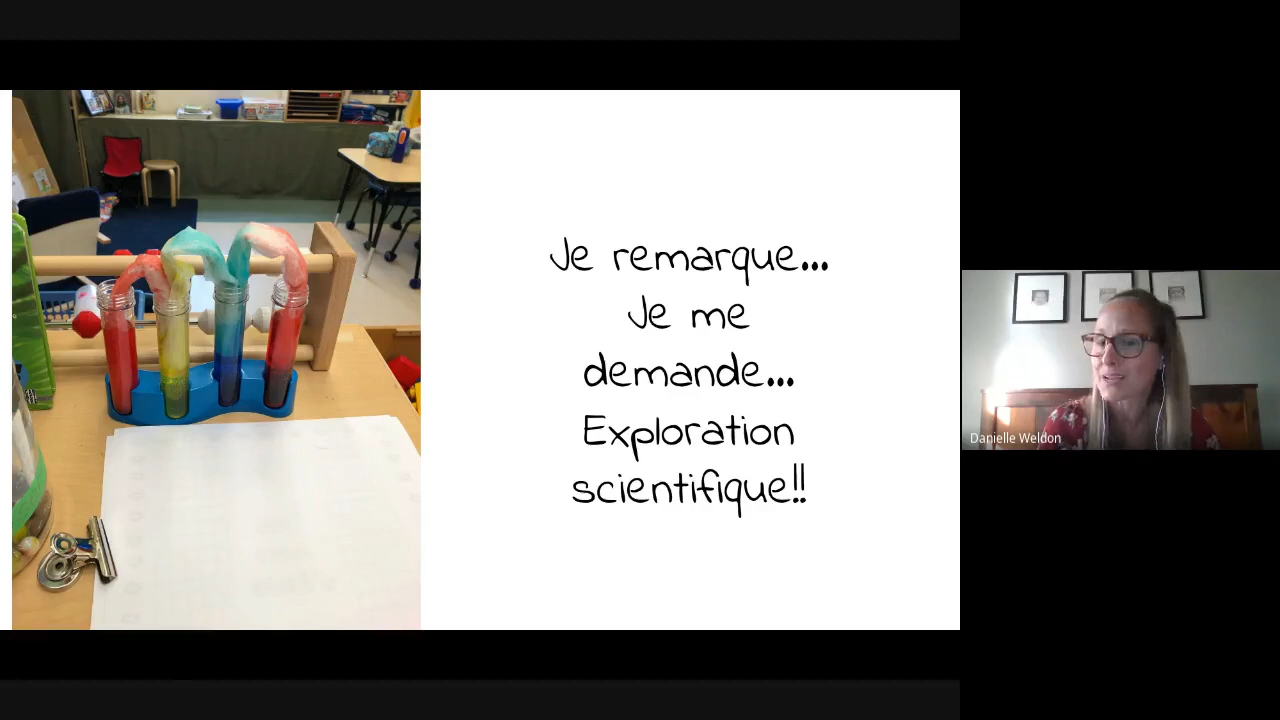 Je remarque...
Je me
demande...
Exploration
scientifique!!
Danielle Weldon